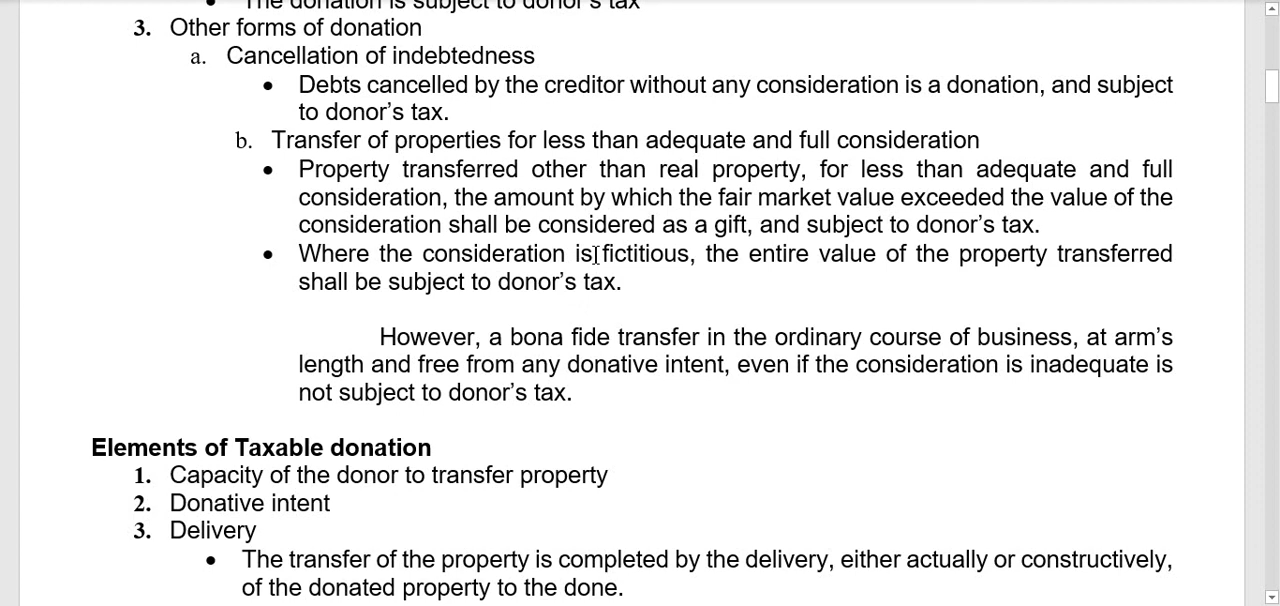 • The donation is subject to donor's tax
3. Other forms of donation
a. Cancellation of indebtedness
• Debts cancelled by the creditor without any consideration is a donation, and subject
to donor’s tax.
b. Transfer of properties for less than adequate and full consideration
• Property transferred other than real property, for less than adequate and full
consideration, the amount by which the fair market value exceeded the value of the
consideration shall be considered as a gift, and subject to donor’s tax.
• Where the consideration is fictitious, the entire value of the property transferred
shall be subject to donor’s tax.
However, a bona fide transfer in the ordinary course of business, at arm’s
length and free from any donative intent, even if the consideration is inadequate is
not subject to donor’s tax.
Elements of Taxable donation
1. Capacity of the donor to transfer property
2. Donative intent
3. Delivery
• The transfer of the property is completed by the delivery, either actually or constructively,
of the donated property to the done.